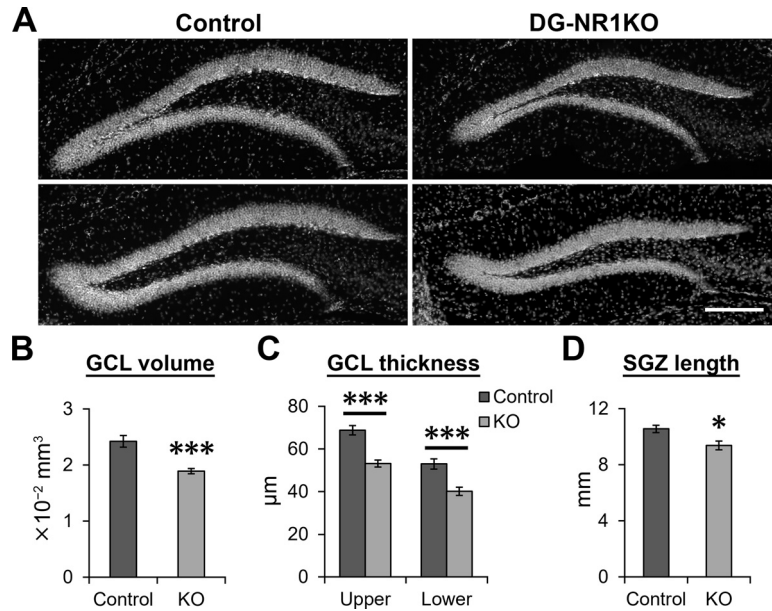 A
Control
DG-NR1KO
B
GCL volume
×10⁻² mm³
3
2
1
0
***
Control
KO
C
GCL thickness
Control
KO
µm
80
60
40
20
0
***
***
Upper
Lower
D
SGZ length
mm
12
8
4
0
*
Control
KO